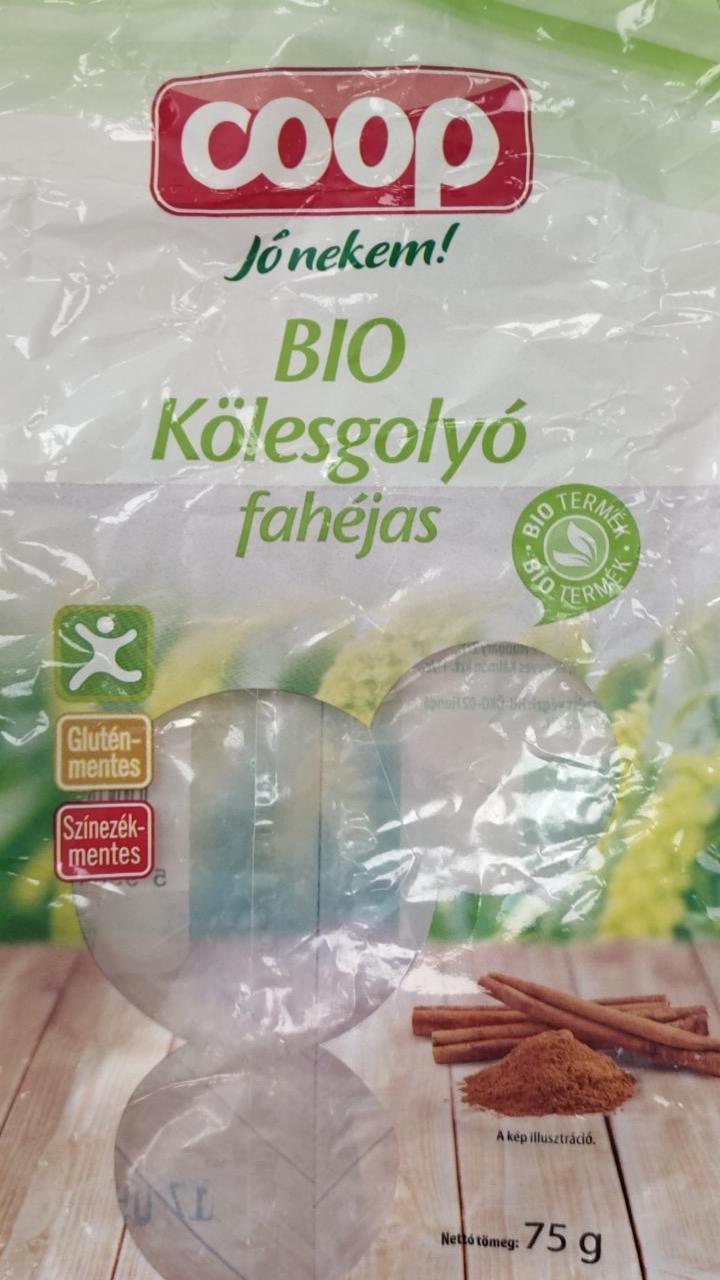 coop
Jó nekem!
BIO
Kölesgolyó
fahéjas
BIO TERMÉK
BIO TERMÉK
Glutén-
mentes
Színezék-
mentes
A kép illusztráció.
Nettó tömeg: 75 g